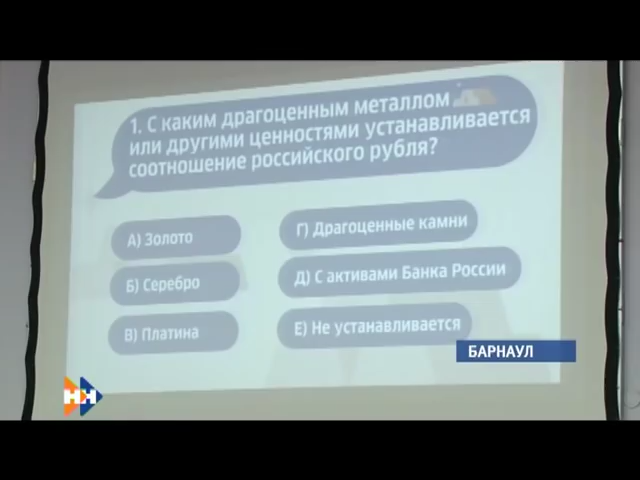 1. С каким драгоценным металлом
или другими ценностями устанавливается
соотношение российского рубля?
А) Золото
Б) Серебро
В) Платина
Г) Драгоценные камни
Д) С активами Банка России
Е) Не устанавливается
БАРНАУЛ
НН